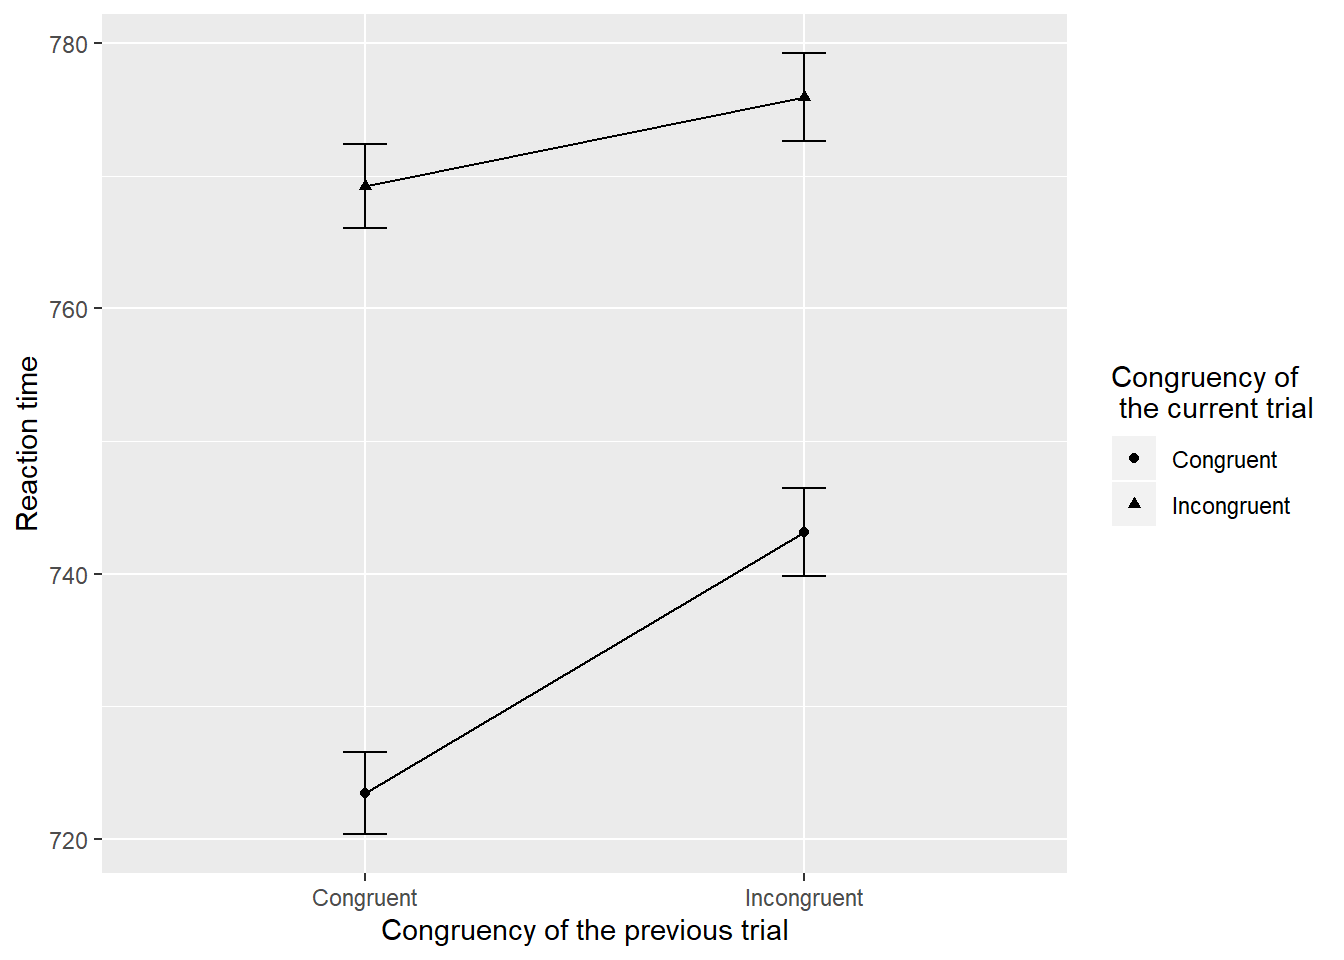 780
760
740
720
Reaction time
Congruent
Incongruent
Congruency of the previous trial
Congruency of
the current trial
Congruent
Incongruent